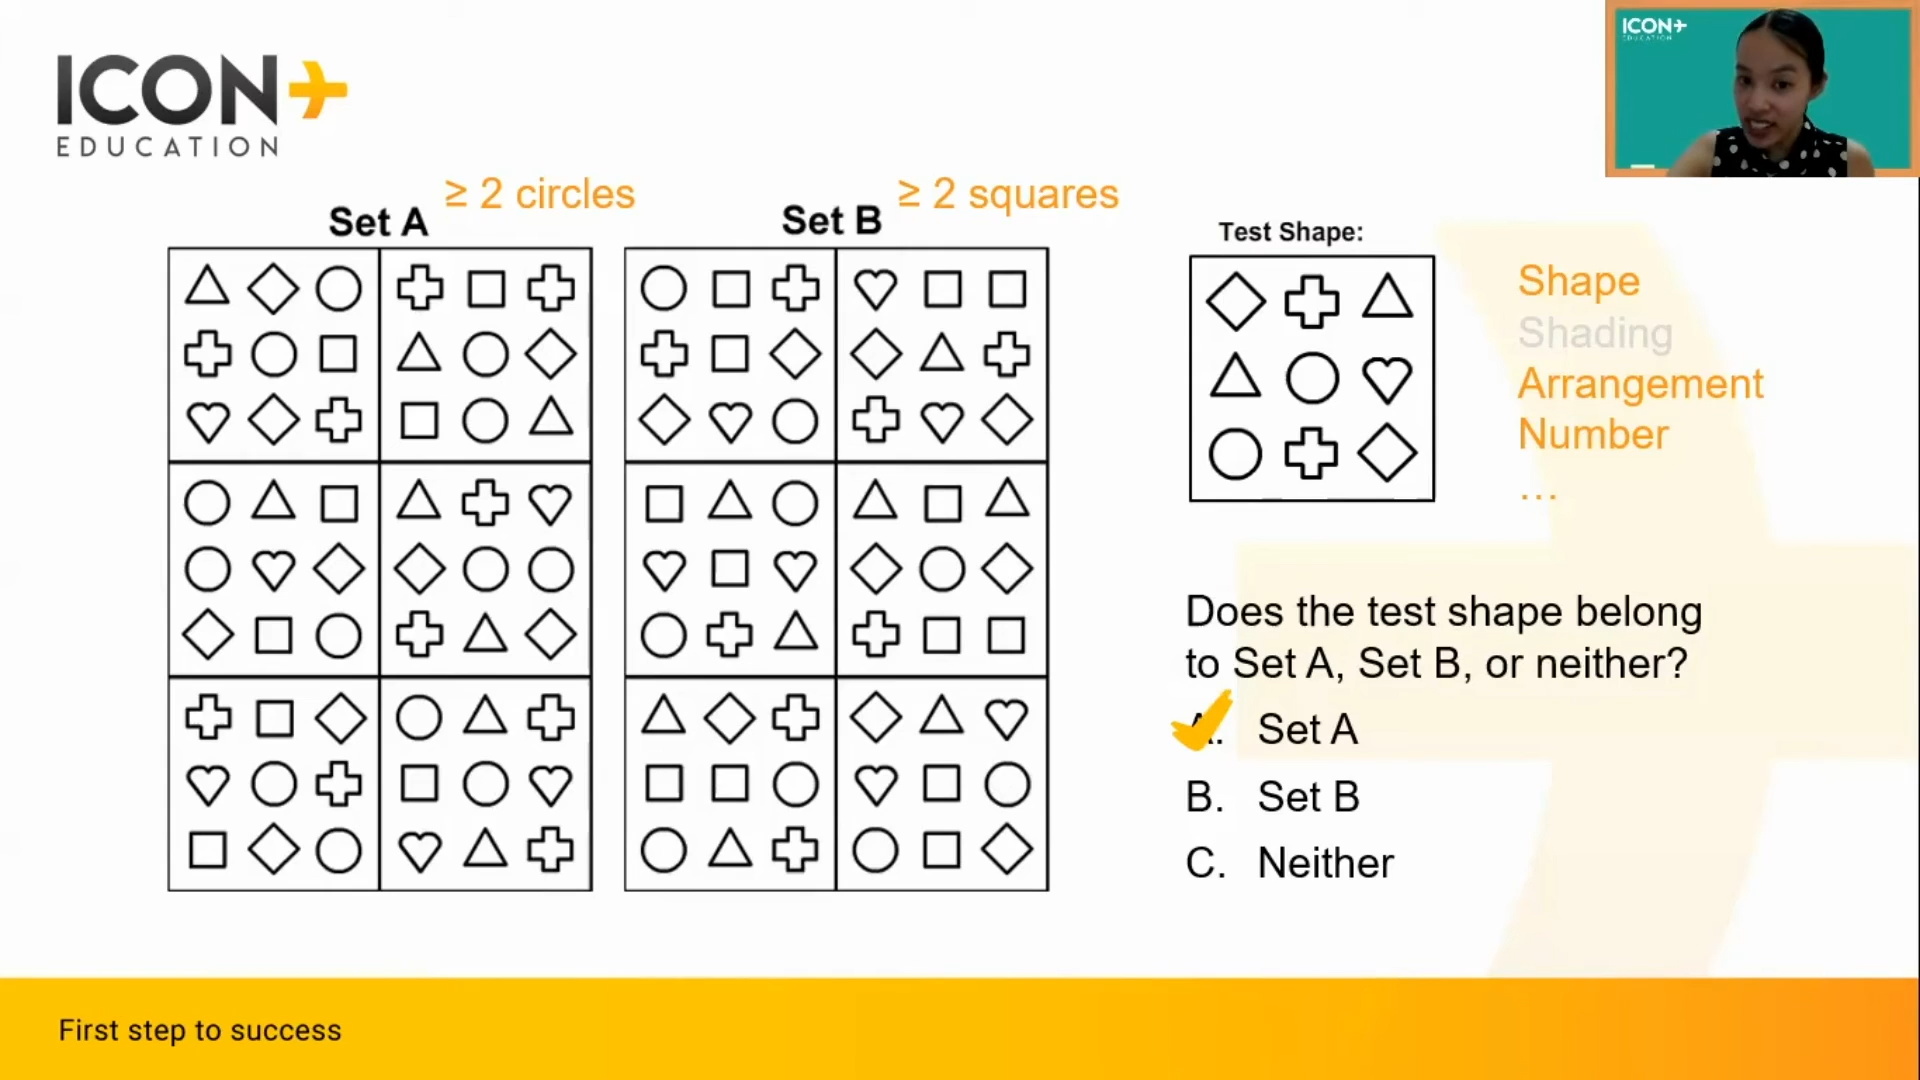 ICON
EDUCATION
ICON
EDUCATION
Set A
≥ 2 circles
Set B
≥ 2 squares
Test Shape:
Shape
Shading
Arrangement
Number
...
Does the test shape belong
to Set A, Set B, or neither?
A. Set A
B. Set B
C. Neither
First step to success